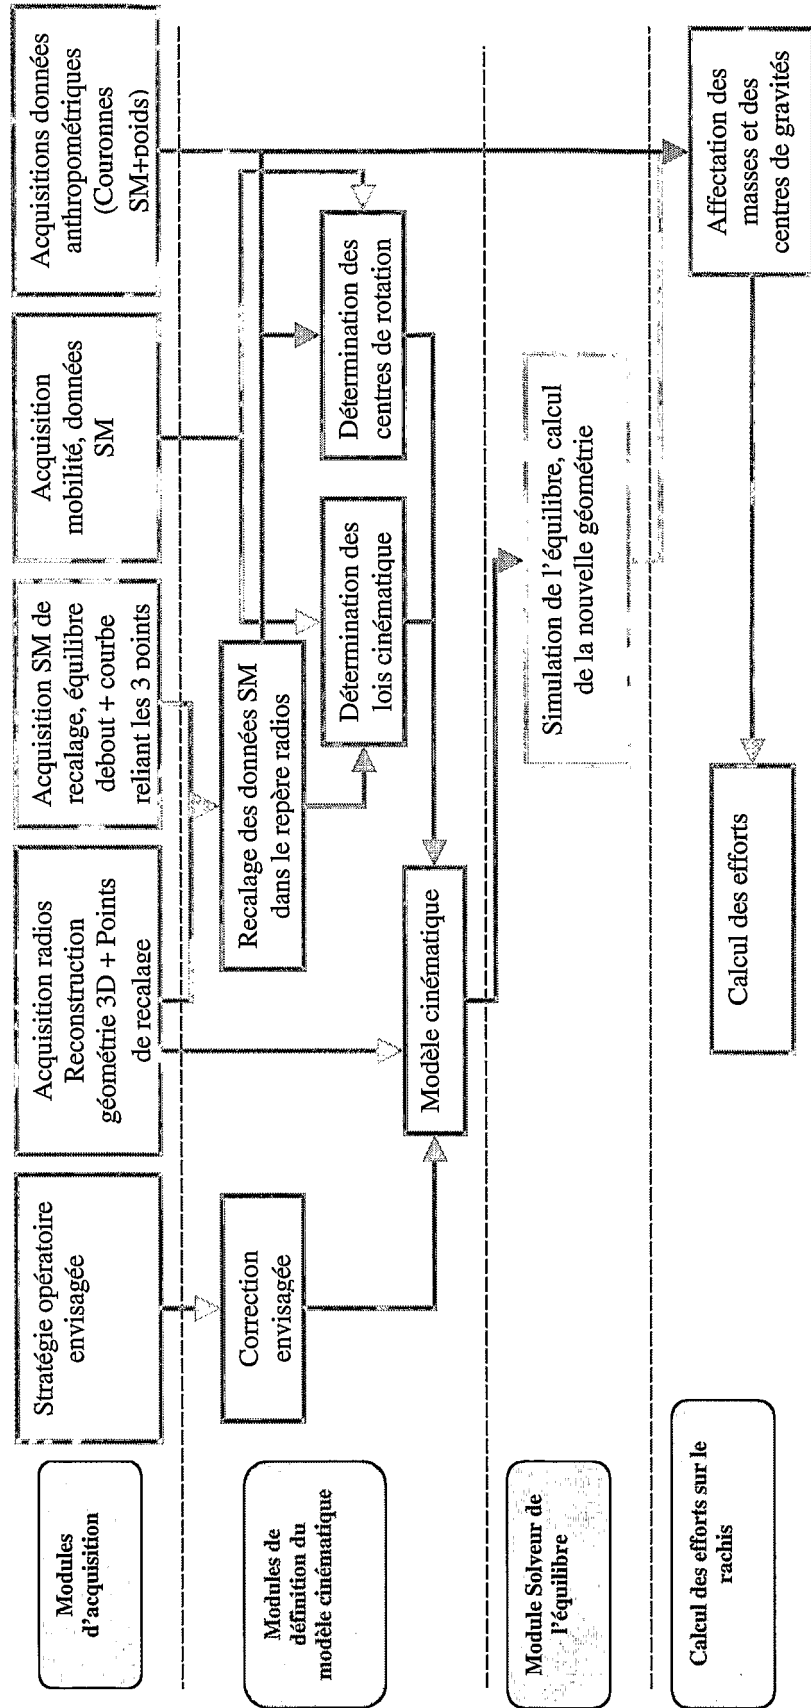 Modules
d'acquisition
Stratégie opératoire
envisagée
Acquisition radios
Reconstruction
géométrie 3D + Points
de recalage
Acquisition SM de
recalage, équilibre
debout + courbe
reliant les 3 points
Acquisition
mobilité, données
SM
Acquisitions données
anthropométriques
(Couronnes
SM+poids)
Modules de
définition du
modèle cinématique
Correction
envisagée
Recalage des données SM
dans le repère radios
Détermination des
lois cinématique
Détermination des
centres de rotation
Modèle cinématique
Module Solveur de
l'équilibre
Simulation de l'équilibre, calcul
de la nouvelle géométrie
Calcul des efforts sur le
rachis
Calcul des efforts
Affectation des
masses et des
centres de gravités